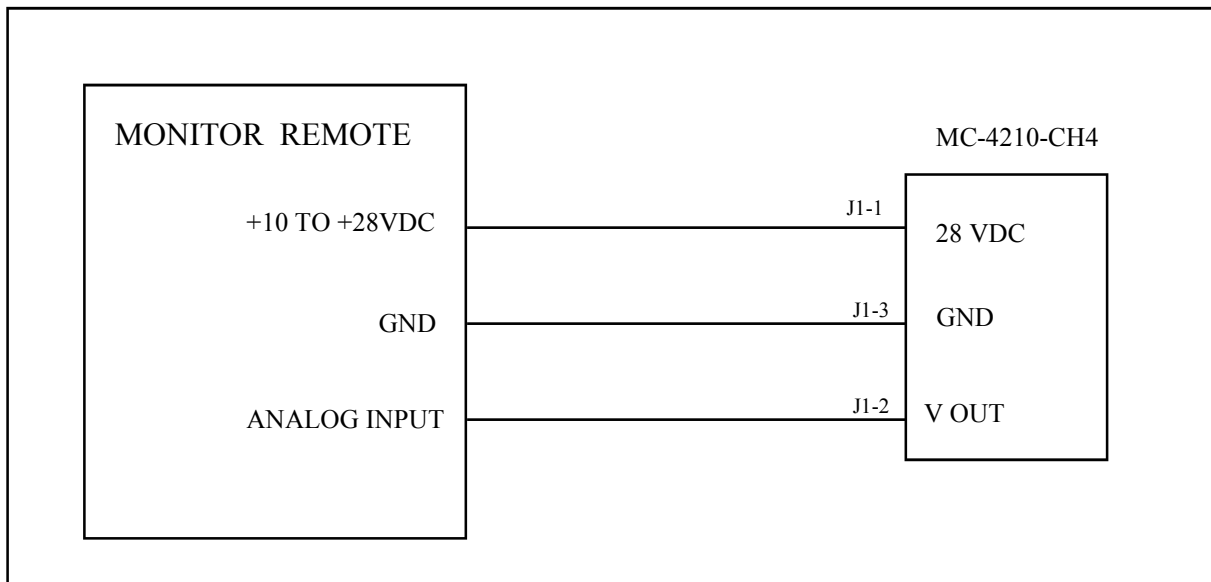 MONITOR REMOTE
+10 TO +28VDC
GND
ANALOG INPUT
J1-1
J1-3
J1-2
MC-4210-CH4
28 VDC
GND
V OUT